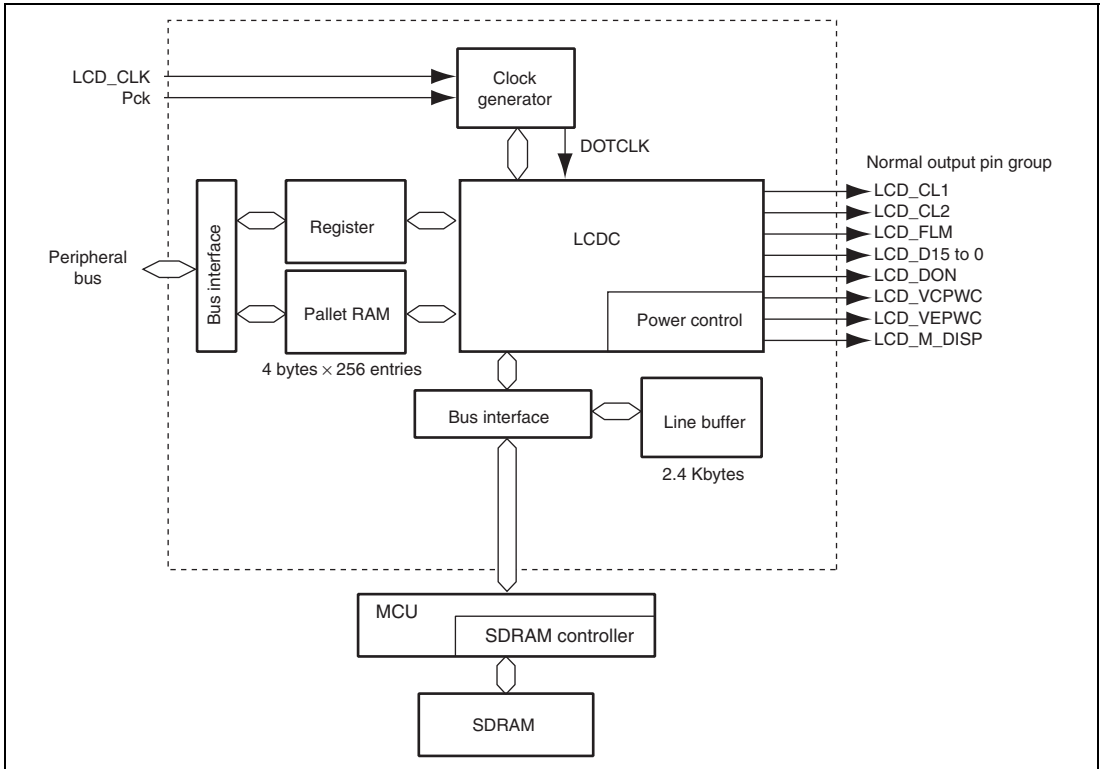 LCD_CLK
Pck
Clock
generator
DOTCLK
Normal output pin group
LCD_CL1
LCD_CL2
LCD_FLM
LCD_D15 to 0
LCD_DON
LCD_VCPWC
LCD_VEPWC
LCD_M_DISP
Peripheral
bus
Bus interface
Register
Pallet RAM
4 bytes × 256 entries
LCDC
Power control
Bus interface
Line buffer
2.4 Kbytes
MCU
SDRAM controller
SDRAM